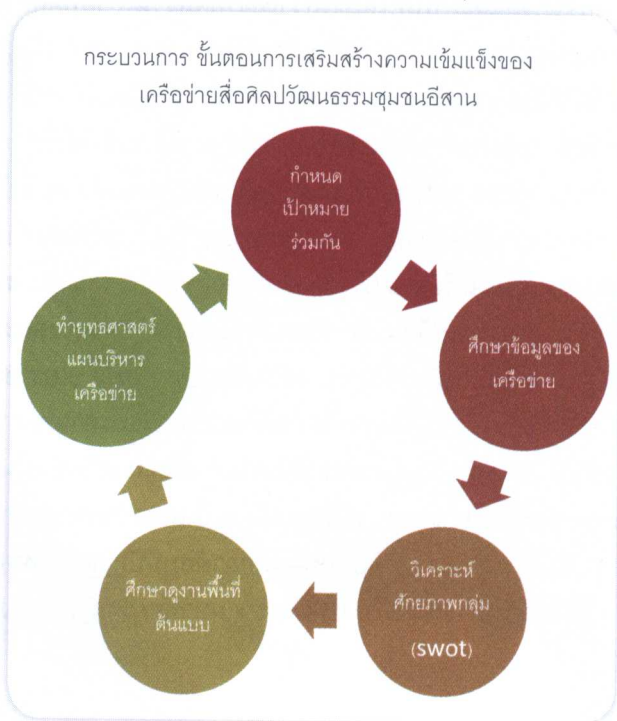 กระบวนการ ขั้นตอนการเสริมสร้างความเข้มแข็งของ
เครือข่ายสื่อศิลปวัฒนธรรมชุมชนอีสาน
กำหนด
เป้าหมาย
ร่วมกัน
ศึกษาข้อมูลของ
เครือข่าย
วิเคราะห์
ศักยภาพกลุ่ม
(swot)
ศึกษาดูงานพื้นที่
ต้นแบบ
ทำยุทธศาสตร์
แผนบริหาร
เครือข่าย